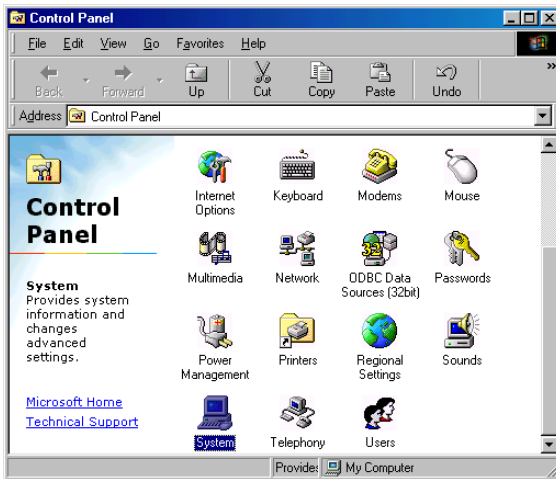 Control Panel
File Edit View Go Favorites Help
Back Forward Up Cut Copy Paste Undo »
Address Control Panel
Control
Panel
System
Provides system
information and
changes
advanced
settings.
Microsoft Home
Technical Support
Internet
Options
Keyboard
Modems
Mouse
Multimedia
Network
ODBC Data
Sources (32bit)
Passwords
Power
Management
Printers
Regional
Settings
Sounds
System
Telephony
Users
Provides My Computer